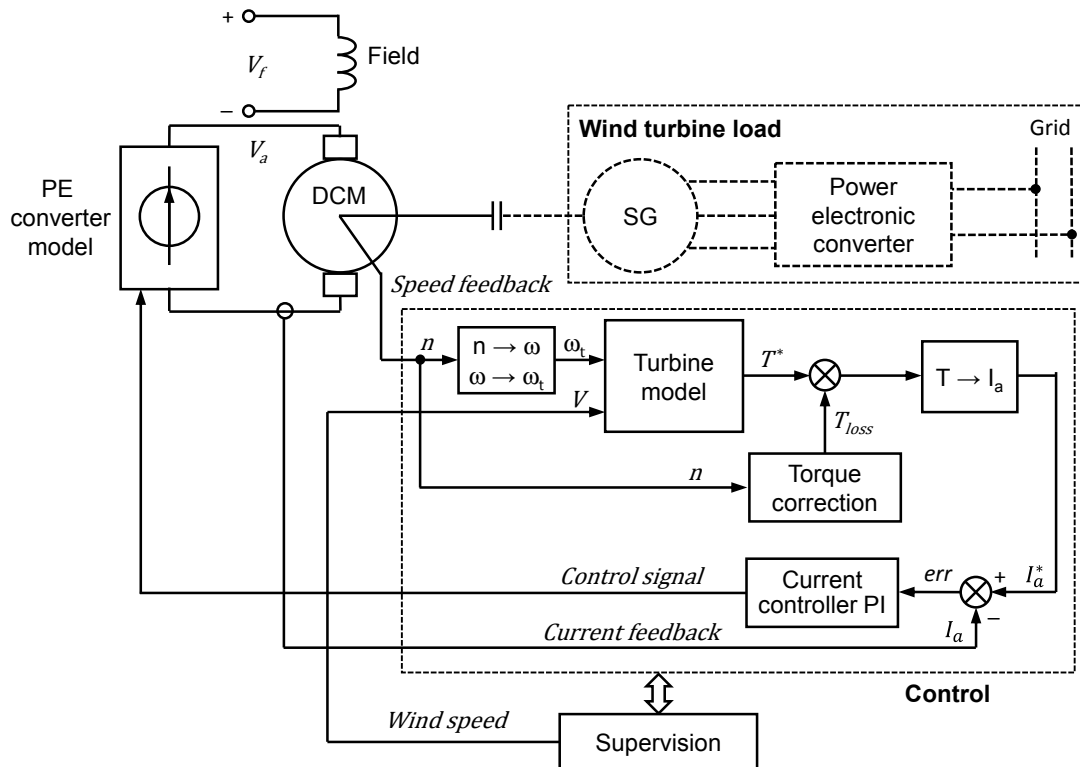 +
V_f
Field
−
V_a
PE
converter
model
DCM
Wind turbine load
Grid
SG
Power
electronic
converter
Speed feedback
n
n → ω
ω → ω_t
ω_t
V
Turbine
model
T*
T_loss
T → I_a
n
Torque
correction
Control signal
Current
controller PI
err
+
I_a*
−
I_a
Current feedback
Control
Wind speed
Supervision